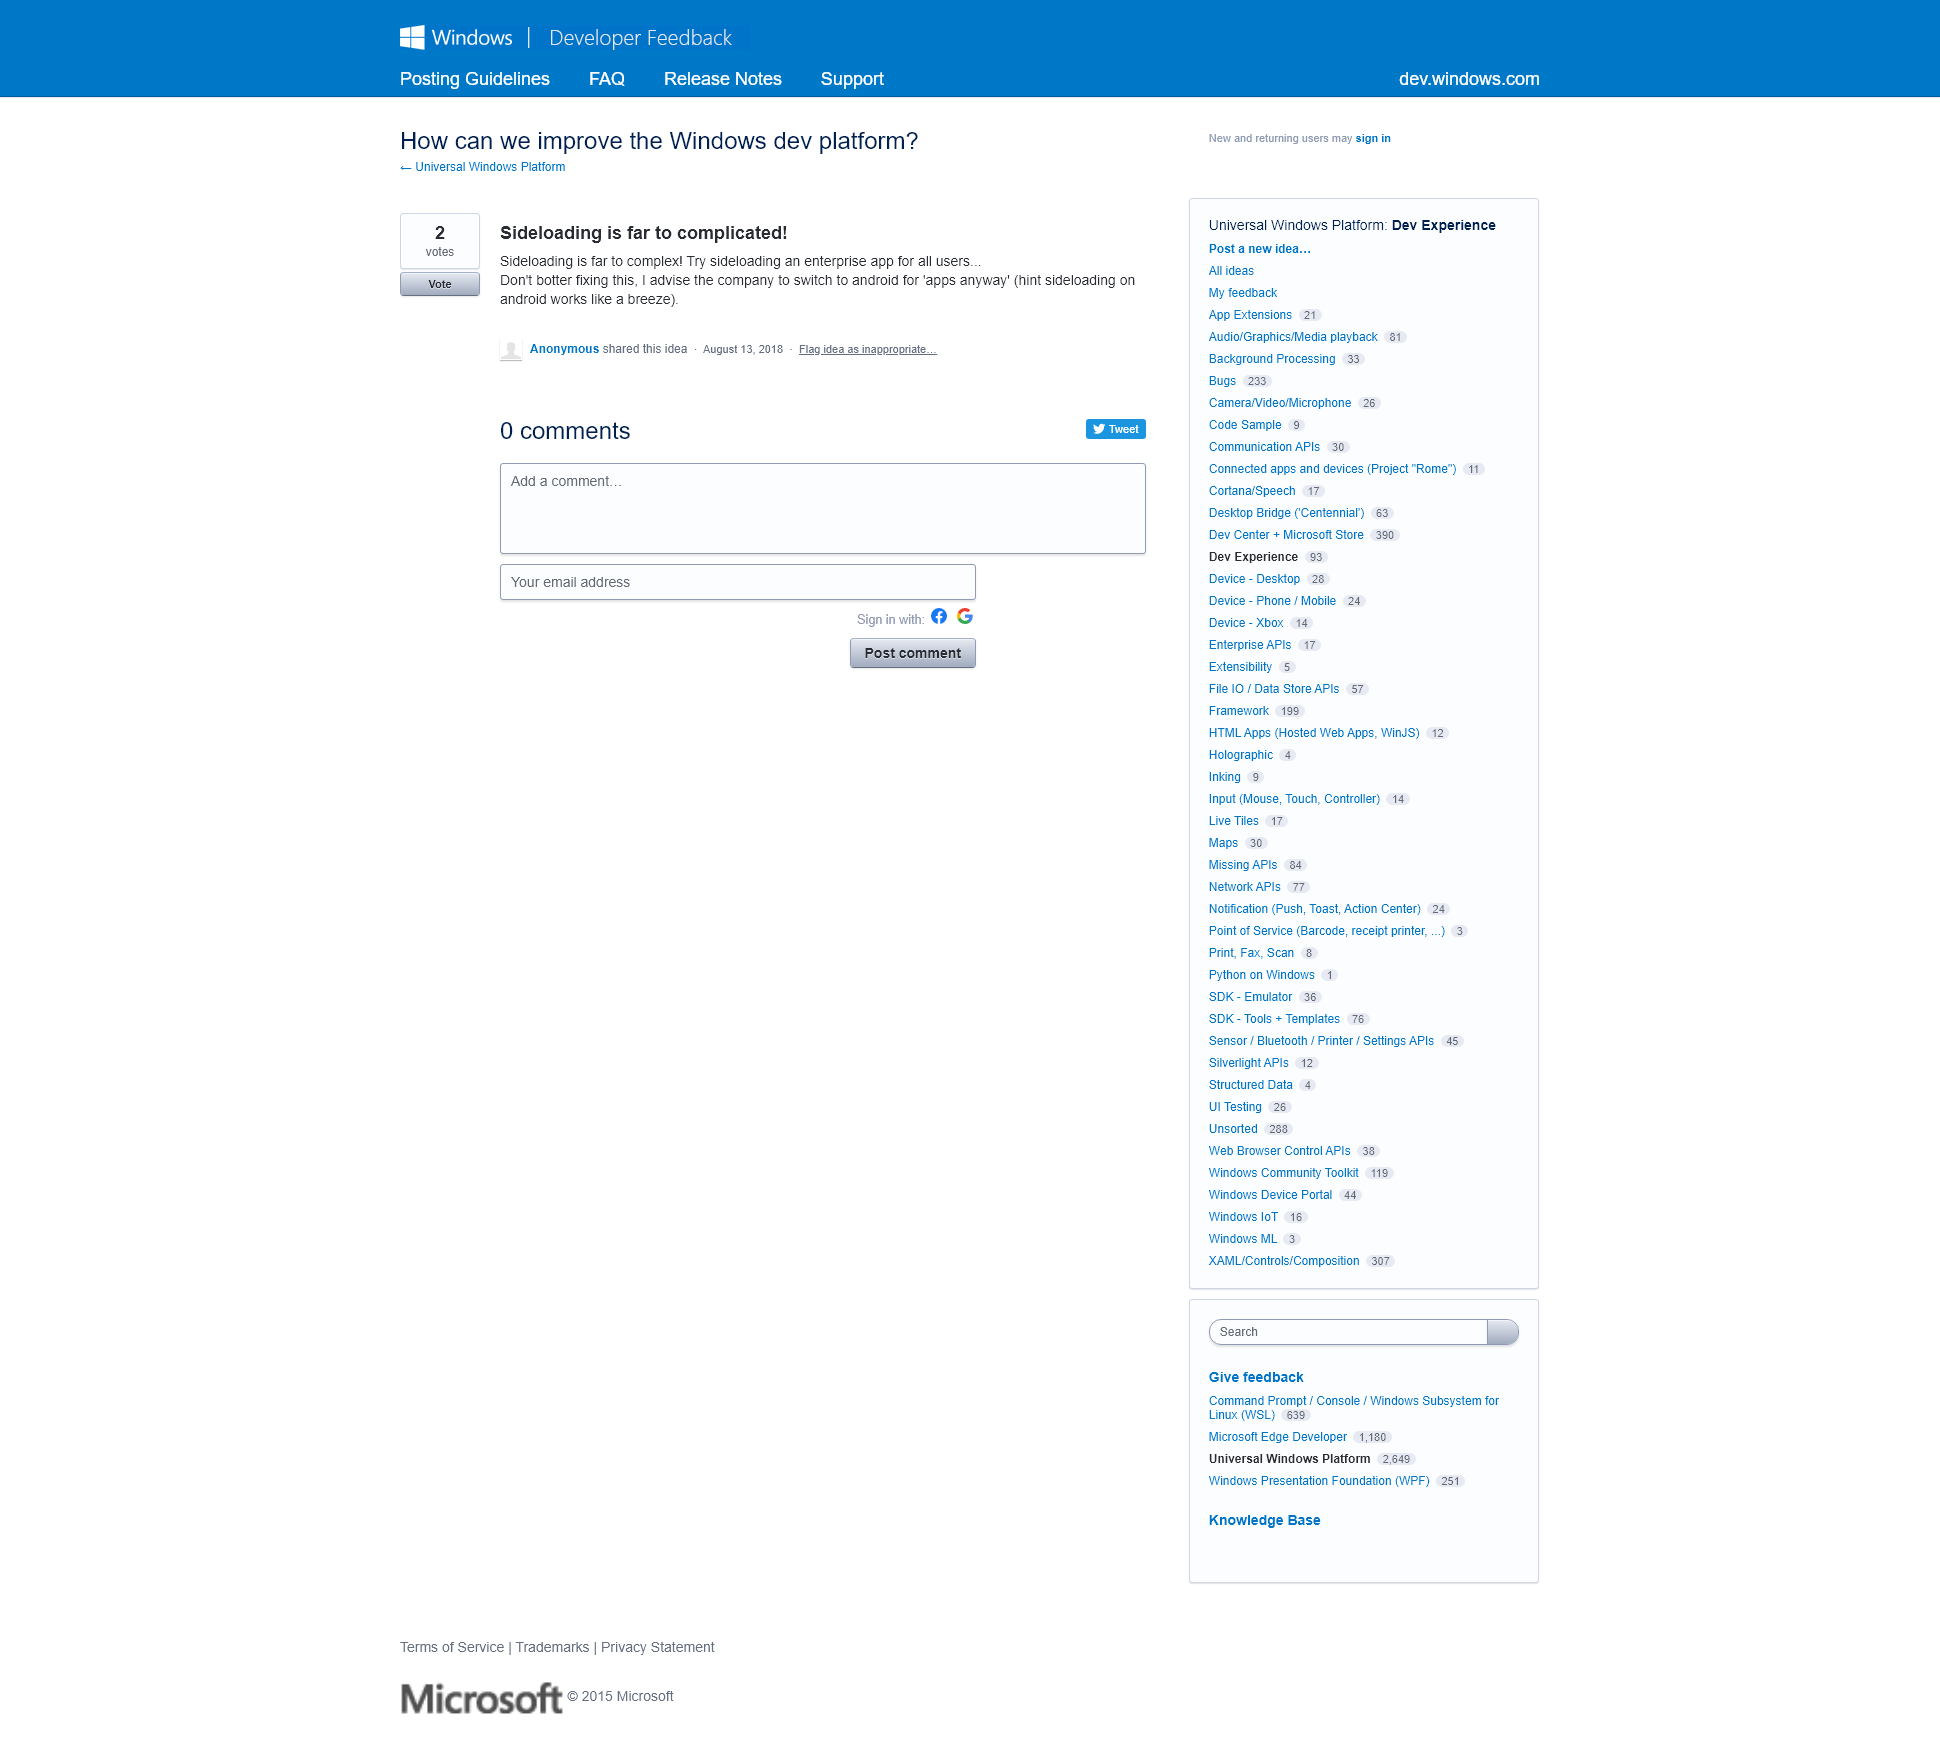 Windows | Developer Feedback
Posting Guidelines FAQ Release Notes Support dev.windows.com
How can we improve the Windows dev platform?
← Universal Windows Platform
New and returning users may sign in
2
votes
Vote
Sideloading is far to complicated!
Sideloading is far to complex! Try sideloading an enterprise app for all users...
Don't botter fixing this, I advise the company to switch to android for 'apps anyway' (hint sideloading on
android works like a breeze).
Anonymous shared this idea · August 13, 2018 · Flag idea as inappropriate…
0 comments
Tweet
Add a comment…
Your email address
Sign in with:
Post comment
Universal Windows Platform: Dev Experience
Post a new idea…
All ideas
My feedback
App Extensions 21
Audio/Graphics/Media playback 81
Background Processing 33
Bugs 233
Camera/Video/Microphone 26
Code Sample 9
Communication APIs 30
Connected apps and devices (Project "Rome") 11
Cortana/Speech 17
Desktop Bridge ('Centennial') 63
Dev Center + Microsoft Store 390
Dev Experience 93
Device - Desktop 28
Device - Phone / Mobile 24
Device - Xbox 14
Enterprise APIs 17
Extensibility 5
File IO / Data Store APIs 57
Framework 199
HTML Apps (Hosted Web Apps, WinJS) 12
Holographic 4
Inking 9
Input (Mouse, Touch, Controller) 14
Live Tiles 17
Maps 30
Missing APIs 84
Network APIs 77
Notification (Push, Toast, Action Center) 24
Point of Service (Barcode, receipt printer, ...) 3
Print, Fax, Scan 8
Python on Windows 1
SDK - Emulator 36
SDK - Tools + Templates 76
Sensor / Bluetooth / Printer / Settings APIs 45
Silverlight APIs 12
Structured Data 4
UI Testing 26
Unsorted 288
Web Browser Control APIs 38
Windows Community Toolkit 119
Windows Device Portal 44
Windows IoT 16
Windows ML 3
XAML/Controls/Composition 307
Search
Give feedback
Command Prompt / Console / Windows Subsystem for
Linux (WSL) 639
Microsoft Edge Developer 1,180
Universal Windows Platform 2,649
Windows Presentation Foundation (WPF) 251
Knowledge Base
Terms of Service | Trademarks | Privacy Statement
Microsoft © 2015 Microsoft